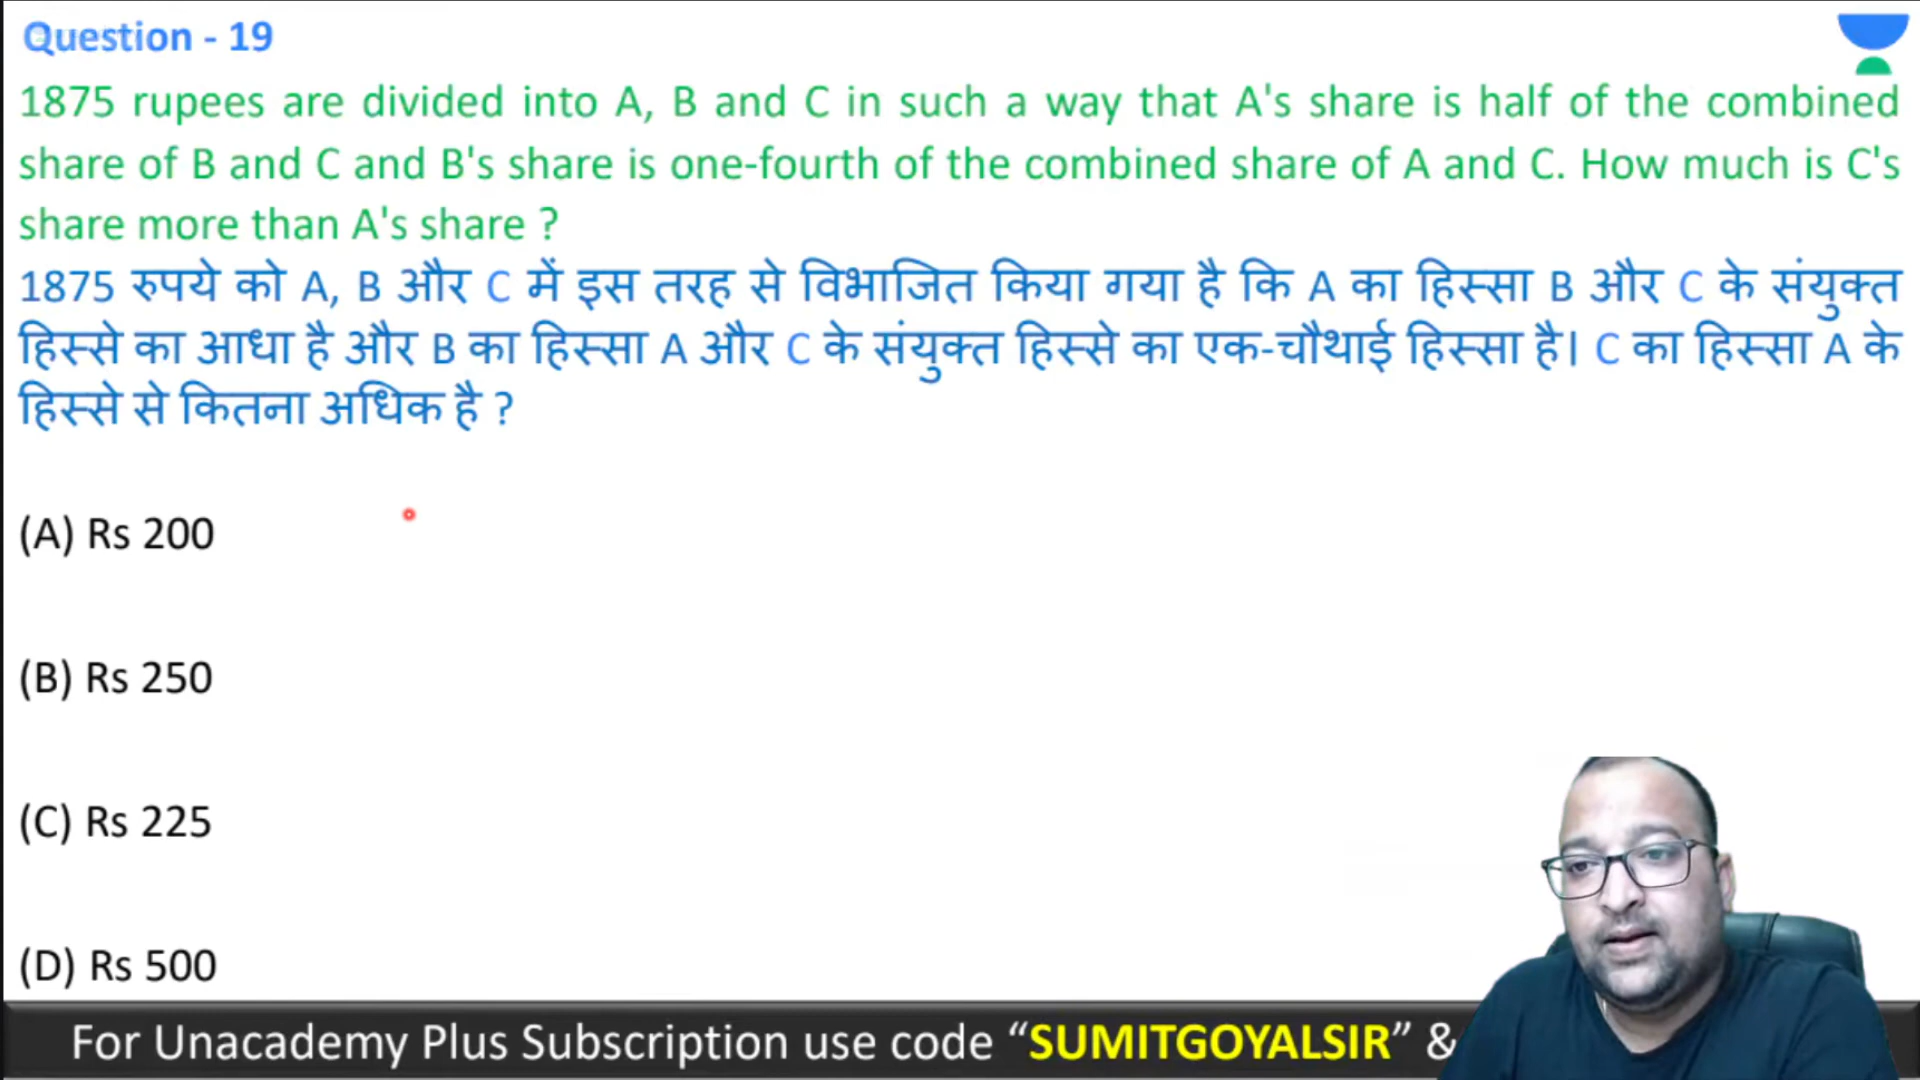 Question - 19
1875 rupees are divided into A, B and C in such a way that A's share is half of the combined
share of B and C and B's share is one-fourth of the combined share of A and C. How much is C's
share more than A's share ?
1875 रुपये को A, B और C में इस तरह से विभाजित किया गया है कि A का हिस्सा B और C के संयुक्त
हिस्से का आधा है और B का हिस्सा A और C के संयुक्त हिस्से का एक-चौथाई हिस्सा है। C का हिस्सा A के
हिस्से से कितना अधिक है ?
(A) Rs 200
(B) Rs 250
(C) Rs 225
(D) Rs 500
For Unacademy Plus Subscription use code “SUMITGOYALSIR” &